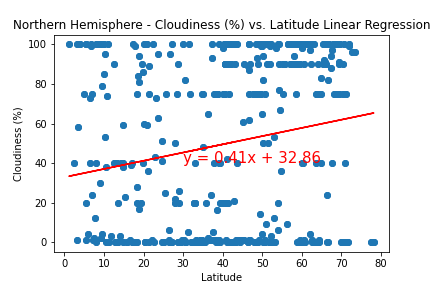 Northern Hemisphere - Cloudiness (%) vs. Latitude Linear Regression
Cloudiness (%)
100
80
60
40
20
0
y = 0.41x + 32.86
0 10 20 30 40 50 60 70 80
Latitude